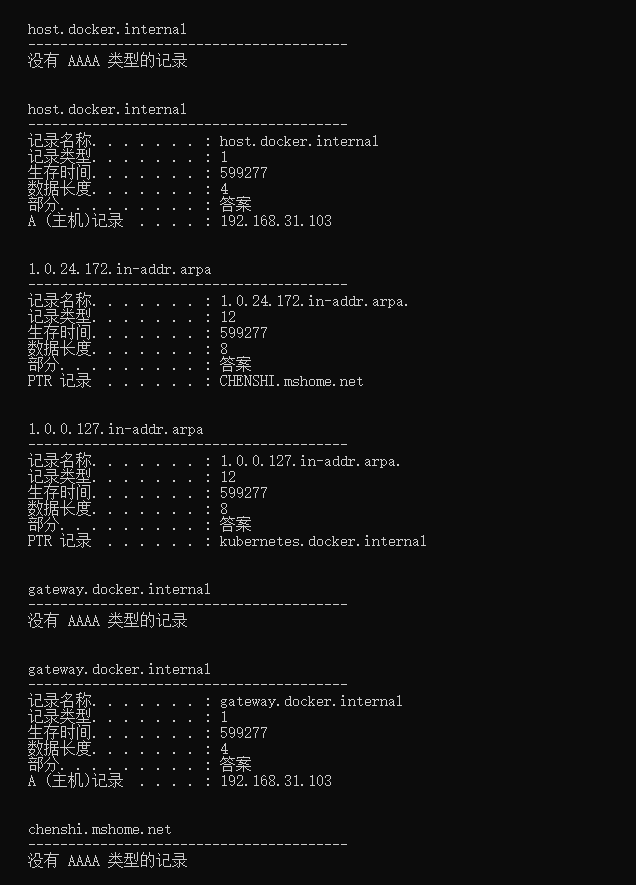 host.docker.internal
----------------------------------------
没有 AAAA 类型的记录
host.docker.internal
----------------------------------------
记录名称. . . . . . . : host.docker.internal
记录类型. . . . . . . : 1
生存时间. . . . . . . : 599277
数据长度. . . . . . . : 4
部分. . . . . . . . . : 答案
A (主机)记录 . . . . : 192.168.31.103
1.0.24.172.in-addr.arpa
----------------------------------------
记录名称. . . . . . . : 1.0.24.172.in-addr.arpa.
记录类型. . . . . . . : 12
生存时间. . . . . . . : 599277
数据长度. . . . . . . : 8
部分. . . . . . . . . : 答案
PTR 记录 . . . . . . : CHENSHI.mshome.net
1.0.0.127.in-addr.arpa
----------------------------------------
记录名称. . . . . . . : 1.0.0.127.in-addr.arpa.
记录类型. . . . . . . : 12
生存时间. . . . . . . : 599277
数据长度. . . . . . . : 8
部分. . . . . . . . . : 答案
PTR 记录 . . . . . . : kubernetes.docker.internal
gateway.docker.internal
----------------------------------------
没有 AAAA 类型的记录
gateway.docker.internal
----------------------------------------
记录名称. . . . . . . : gateway.docker.internal
记录类型. . . . . . . : 1
生存时间. . . . . . . : 599277
数据长度. . . . . . . : 4
部分. . . . . . . . . : 答案
A (主机)记录 . . . . : 192.168.31.103
chenshi.mshome.net
----------------------------------------
没有 AAAA 类型的记录